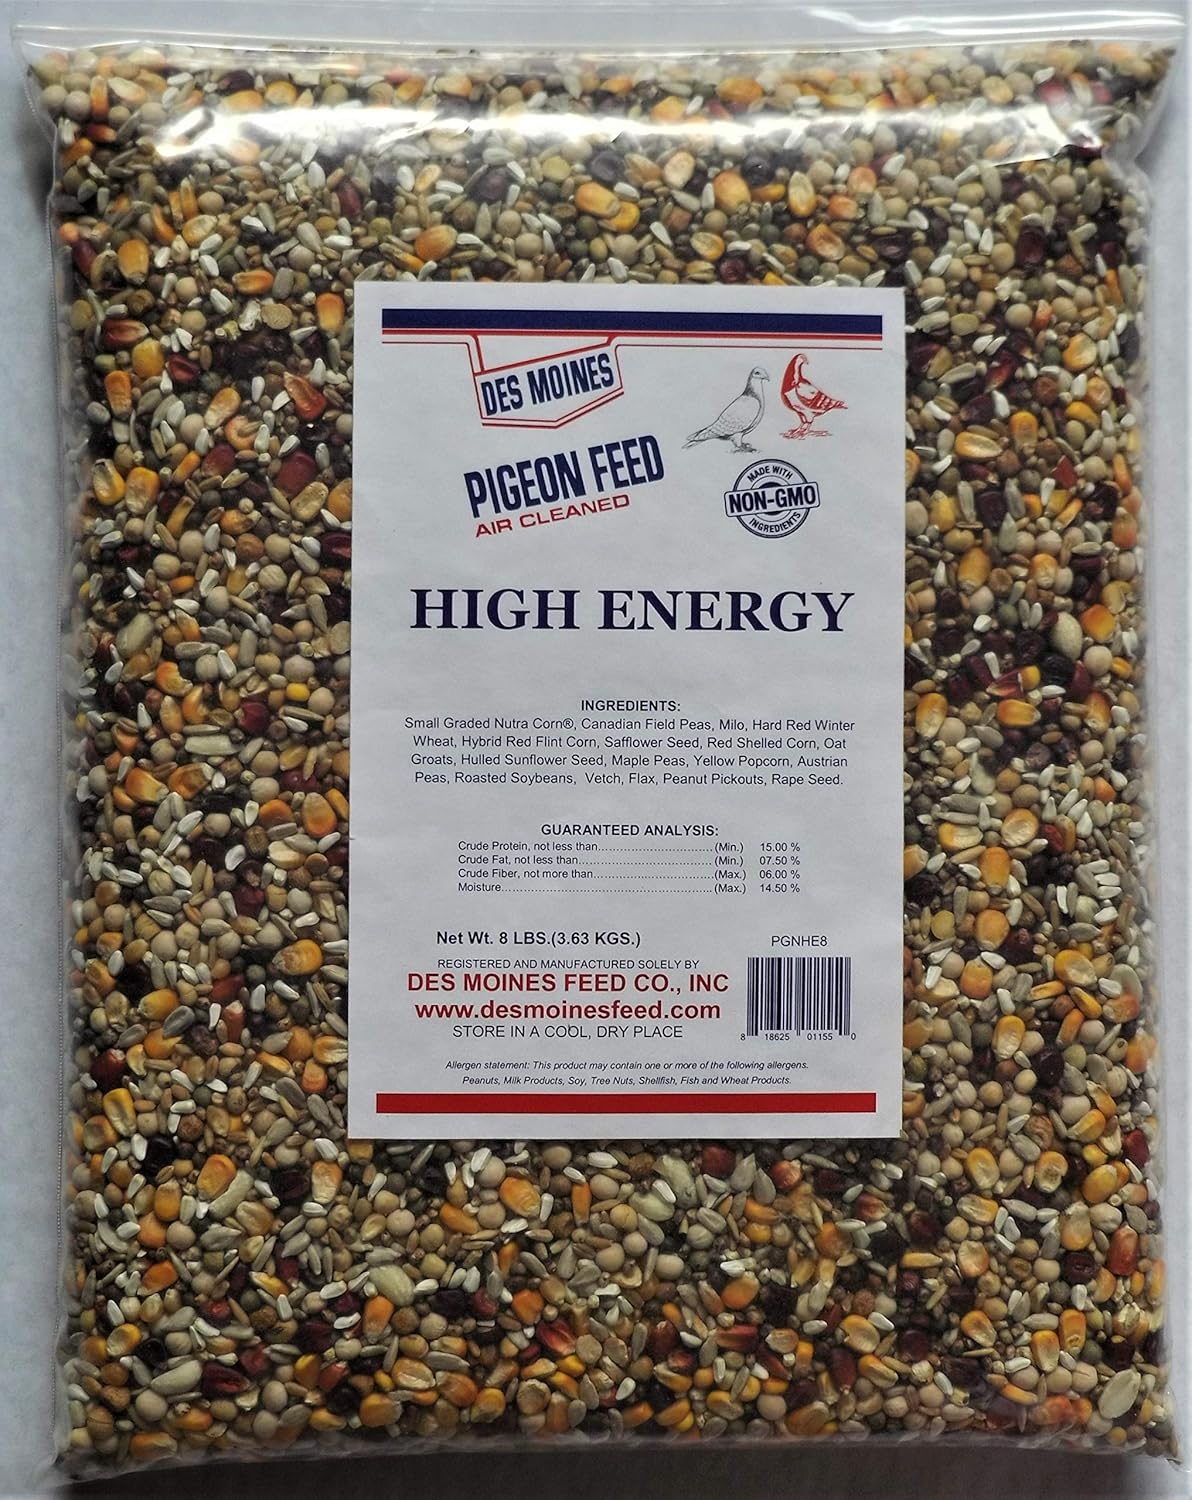 DES MOINES
PIGEON FEED
AIR CLEANED
MADE WITH
NON-GMO
INGREDIENTS
HIGH ENERGY
INGREDIENTS:
Small Graded Nutra Corn®, Canadian Field Peas, Milo, Hard Red Winter
Wheat, Hybrid Red Flint Corn, Safflower Seed, Red Shelled Corn, Oat
Groats, Hulled Sunflower Seed, Maple Peas, Yellow Popcorn, Austrian
Peas, Roasted Soybeans, Vetch, Flax, Peanut Pickouts, Rape Seed.
GUARANTEED ANALYSIS:
Crude Protein, not less than..............................(Min.) 15.00 %
Crude Fat, not less than...................................(Min.) 07.50 %
Crude Fiber, not more than...............................(Max.) 06.00 %
Moisture........................................................(Max.) 14.50 %
Net Wt. 8 LBS.(3.63 KGS.)
PGNHE8
REGISTERED AND MANUFACTURED SOLELY BY
DES MOINES FEED CO., INC
www.desmoinesfeed.com
STORE IN A COOL, DRY PLACE
8 18625 01155 0
Allergen statement: This product may contain one or more of the following allergens.
Peanuts, Milk Products, Soy, Tree Nuts, Shellfish, Fish and Wheat Products.